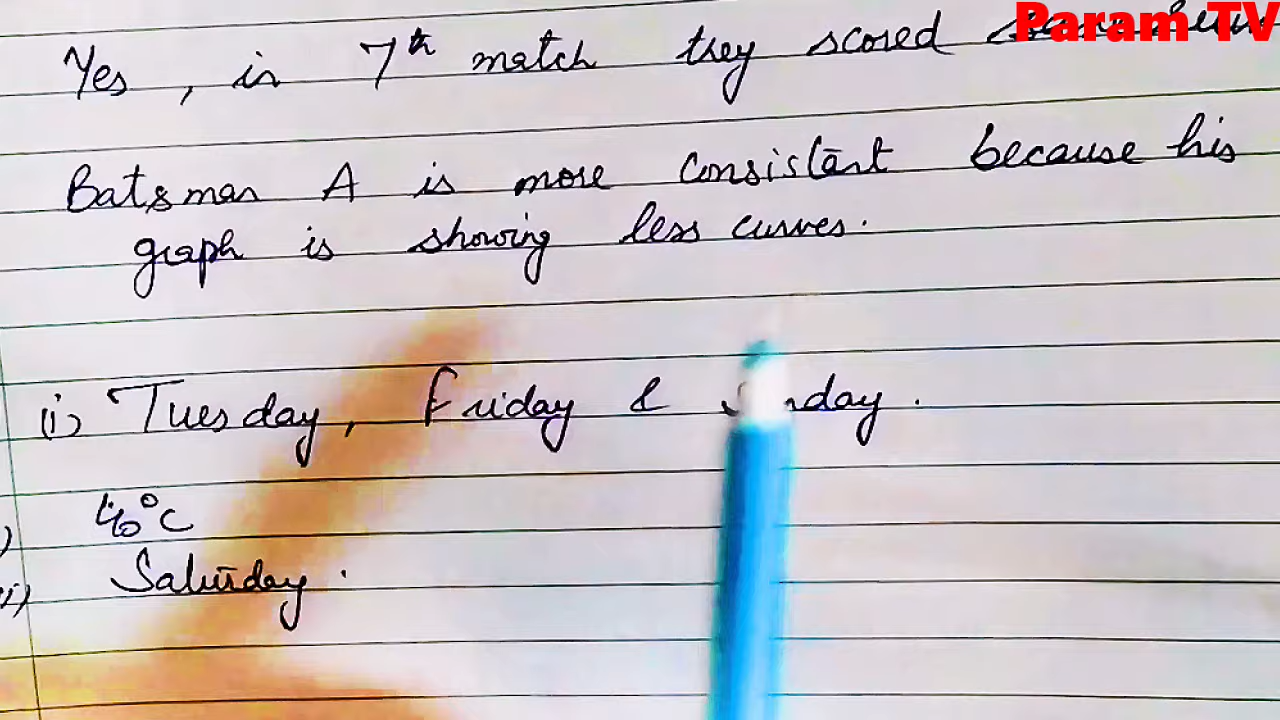 Param TV
Yes, in 7th match they scored
Batsman A is more consistant because his
graph is showing less curves.
(i) Tuesday, Friday &
40°C
Saturday.